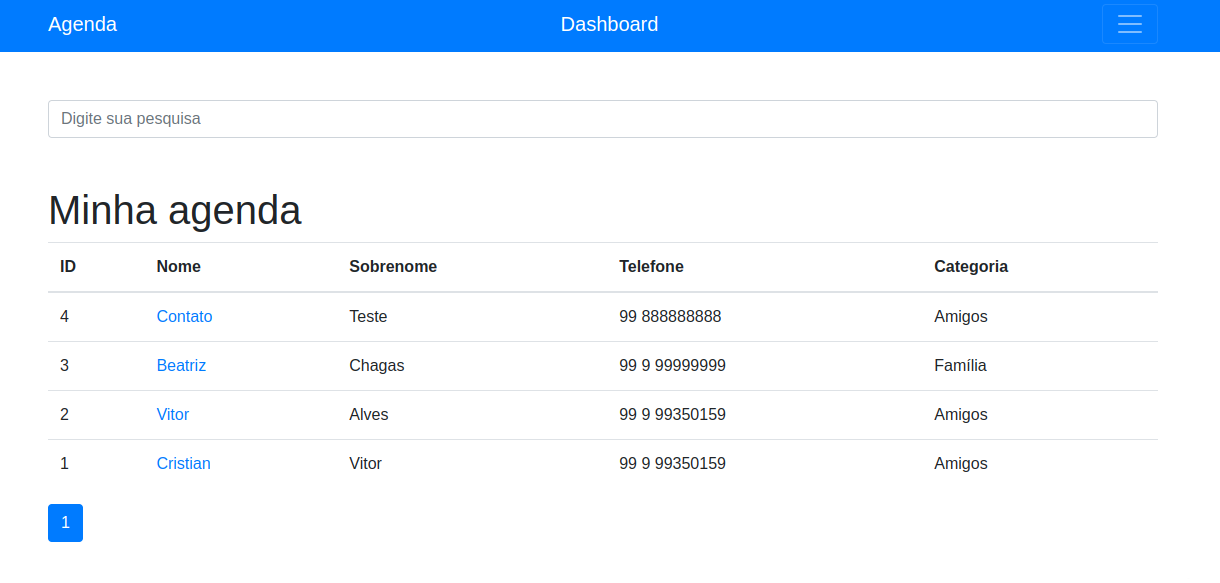 Agenda Dashboard
Digite sua pesquisa
Minha agenda
ID Nome Sobrenome Telefone Categoria
4 Contato Teste 99 888888888 Amigos
3 Beatriz Chagas 99 9 99999999 Família
2 Vitor Alves 99 9 99350159 Amigos
1 Cristian Vitor 99 9 99350159 Amigos
1